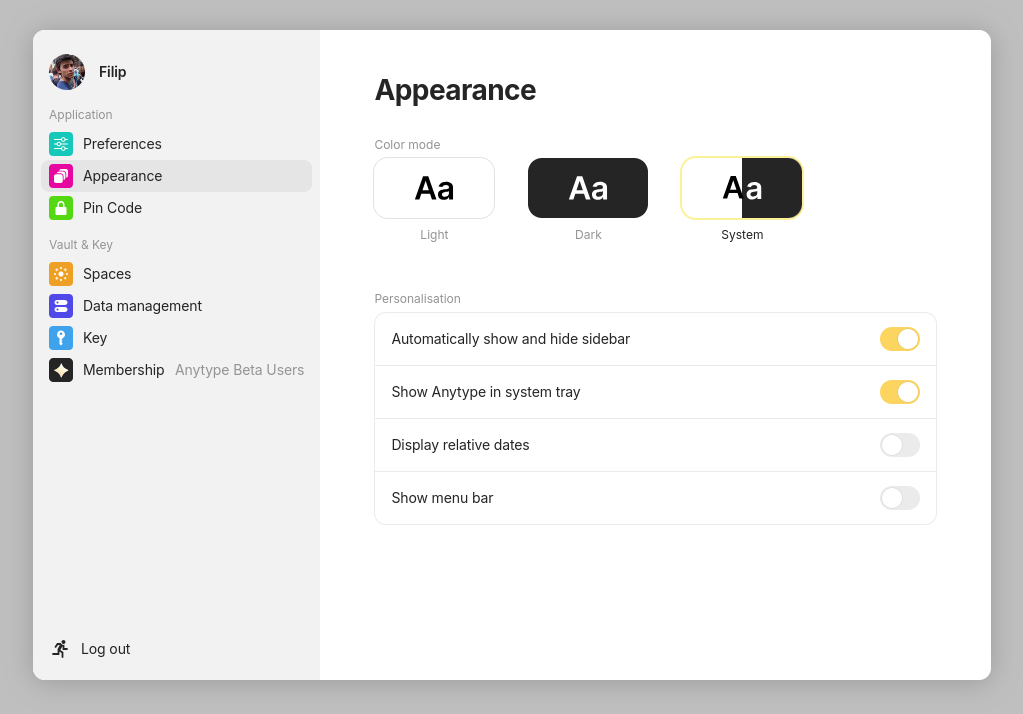 Filip
Application
Preferences
Appearance
Pin Code
Vault & Key
Spaces
Data management
Key
Membership Anytype Beta Users
Log out
Appearance
Color mode
Aa Aa Aa
Light Dark System
Personalisation
Automatically show and hide sidebar
Show Anytype in system tray
Display relative dates
Show menu bar